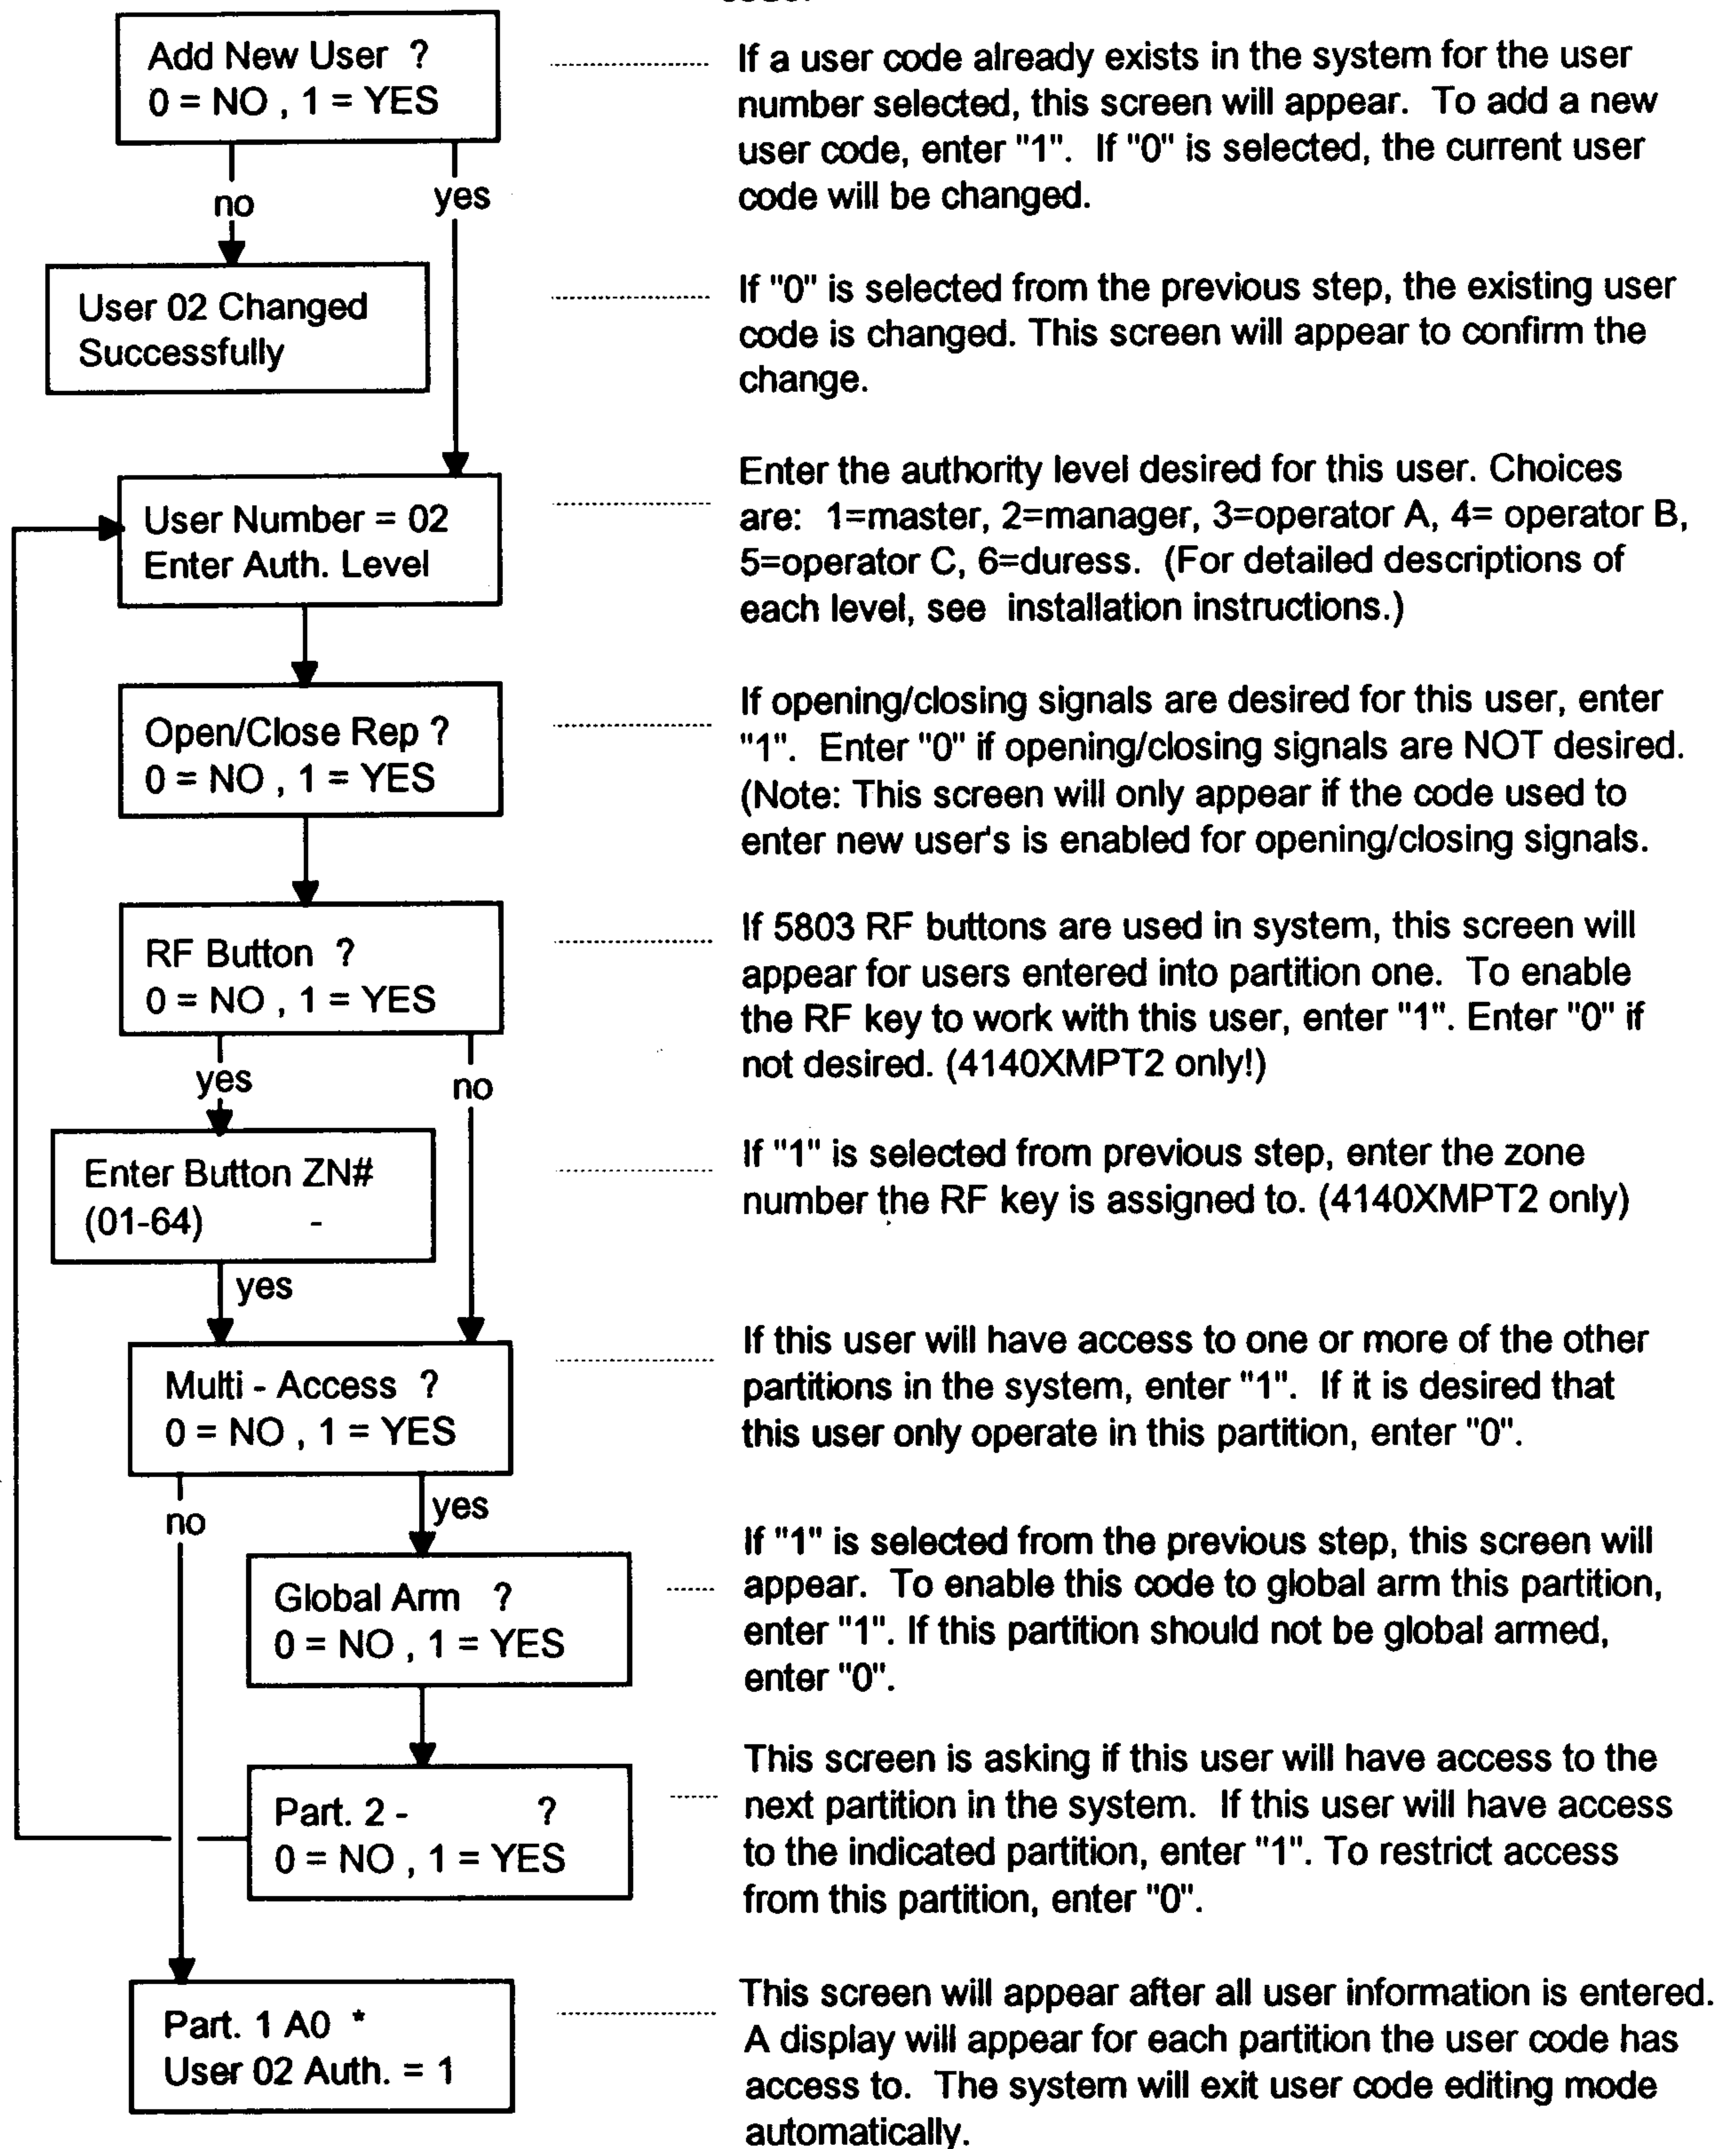 Add New User ?
0 = NO , 1 = YES
If a user code already exists in the system for the user
number selected, this screen will appear. To add a new
user code, enter "1". If "0" is selected, the current user
code will be changed.
no
yes
User 02 Changed
Successfully
If "0" is selected from the previous step, the existing user
code is changed. This screen will appear to confirm the
change.
User Number = 02
Enter Auth. Level
Enter the authority level desired for this user. Choices
are: 1=master, 2=manager, 3=operator A, 4= operator B,
5=operator C, 6=duress. (For detailed descriptions of
each level, see installation instructions.)
Open/Close Rep ?
0 = NO , 1 = YES
If opening/closing signals are desired for this user, enter
"1". Enter "0" if opening/closing signals are NOT desired.
(Note: This screen will only appear if the code used to
enter new user's is enabled for opening/closing signals.
RF Button ?
0 = NO , 1 = YES
If 5803 RF buttons are used in system, this screen will
appear for users entered into partition one. To enable
the RF key to work with this user, enter "1". Enter "0" if
not desired. (4140XMPT2 only!)
yes
no
Enter Button ZN#
(01-64) -
If "1" is selected from previous step, enter the zone
number the RF key is assigned to. (4140XMPT2 only)
yes
Multi - Access ?
0 = NO , 1 = YES
If this user will have access to one or more of the other
partitions in the system, enter "1". If it is desired that
this user only operate in this partition, enter "0".
no
yes
Global Arm ?
0 = NO , 1 = YES
If "1" is selected from the previous step, this screen will
appear. To enable this code to global arm this partition,
enter "1". If this partition should not be global armed,
enter "0".
Part. 2 - ?
0 = NO , 1 = YES
This screen is asking if this user will have access to the
next partition in the system. If this user will have access
to the indicated partition, enter "1". To restrict access
from this partition, enter "0".
Part. 1 A0 *
User 02 Auth. = 1
This screen will appear after all user information is entered.
A display will appear for each partition the user code has
access to. The system will exit user code editing mode
automatically.